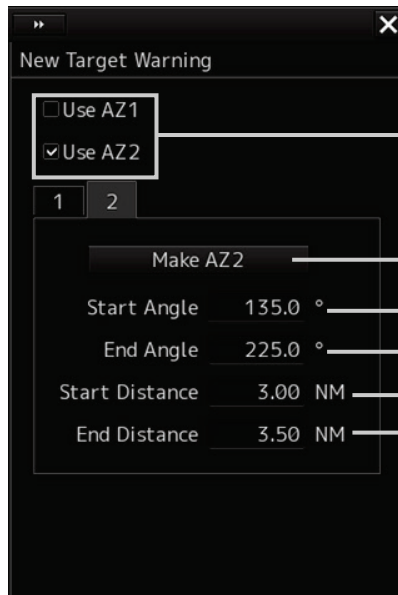 New Target Warning
Use AZ1
Use AZ2
1 2
Make AZ2
Start Angle 135.0 °
End Angle 225.0 °
Start Distance 3.00 NM
End Distance 3.50 NM